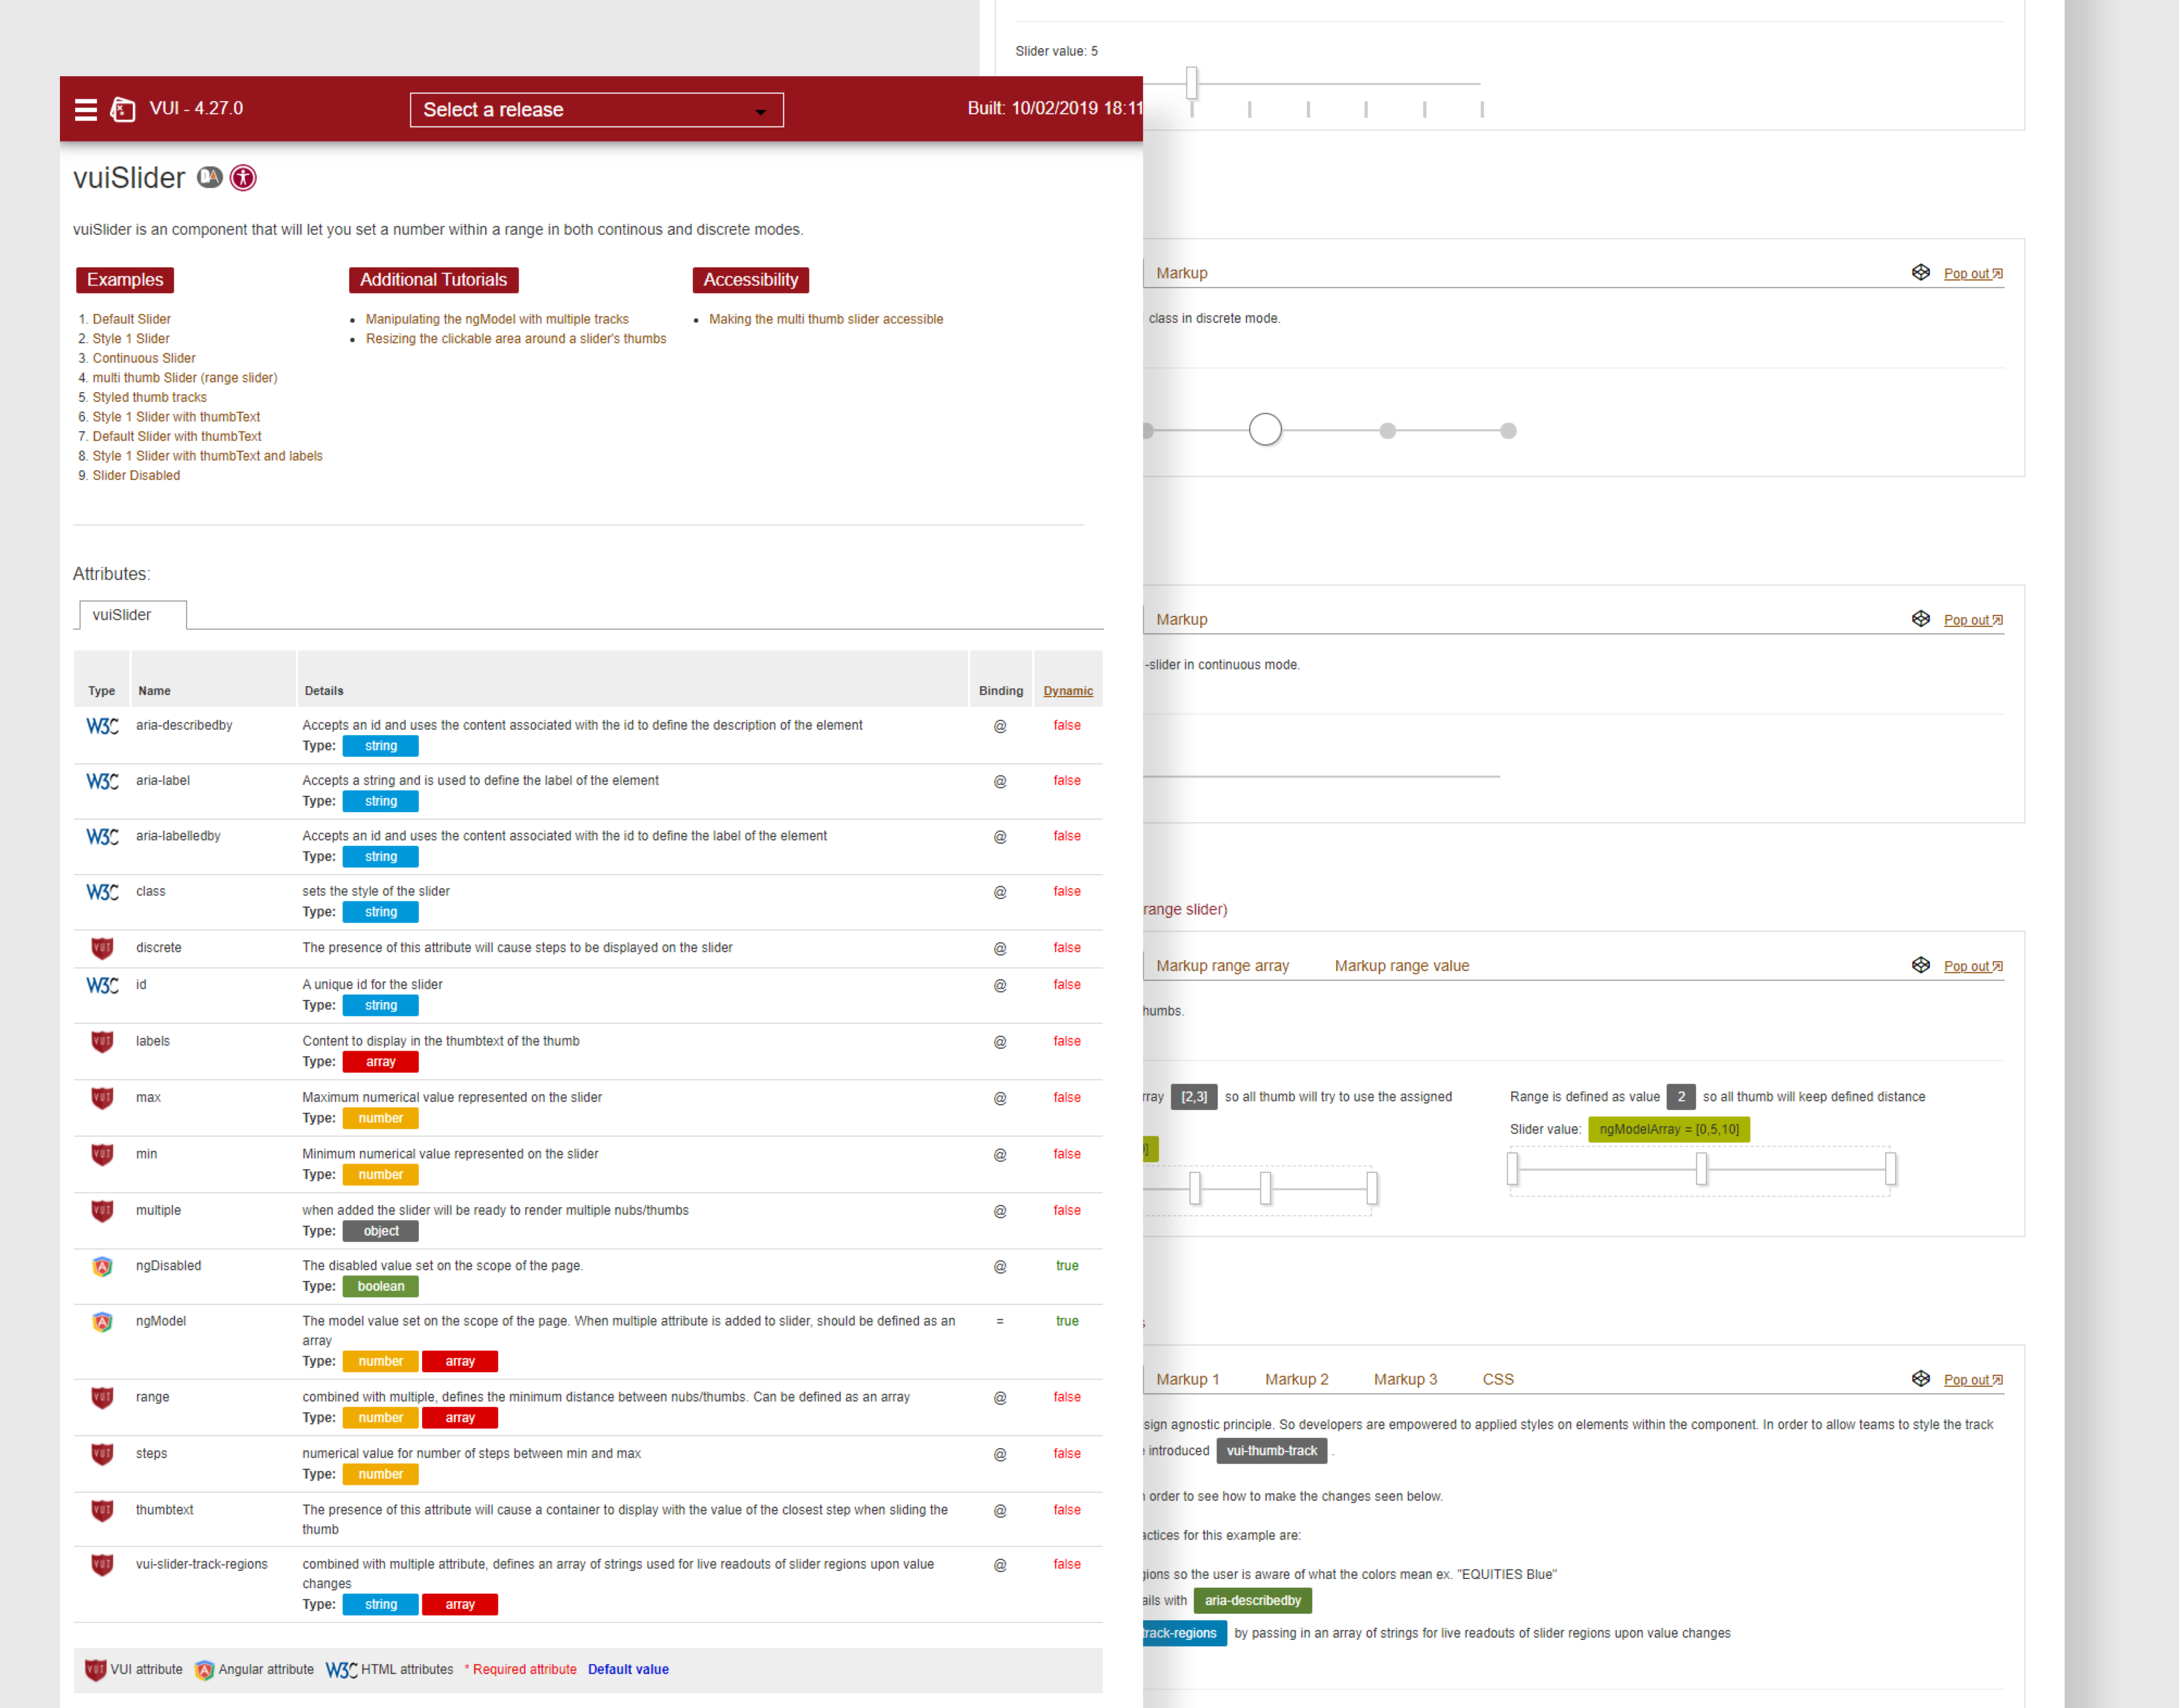 Slider value: 5
VUI - 4.27.0
Select a release
Built: 10/02/2019 18:11
vuiSlider
vuiSlider is an component that will let you set a number within a range in both continous and discrete modes.
Examples
1. Default Slider
2. Style 1 Slider
3. Continuous Slider
4. multi thumb Slider (range slider)
5. Styled thumb tracks
6. Style 1 Slider with thumbText
7. Default Slider with thumbText
8. Style 1 Slider with thumbText and labels
9. Slider Disabled
Additional Tutorials
• Manipulating the ngModel with multiple tracks
• Resizing the clickable area around a slider's thumbs
Accessibility
• Making the multi thumb slider accessible
Attributes:
vuiSlider
Type Name Details Binding Dynamic
W3C aria-describedby Accepts an id and uses the content associated with the id to define the description of the element @ false
Type: string
W3C aria-label Accepts a string and is used to define the label of the element @ false
Type: string
W3C aria-labelledby Accepts an id and uses the content associated with the id to define the label of the element @ false
Type: string
W3C class sets the style of the slider @ false
Type: string
VUI discrete The presence of this attribute will cause steps to be displayed on the slider @ false
W3C id A unique id for the slider @ false
Type: string
VUI labels Content to display in the thumbtext of the thumb @ false
Type: array
VUI max Maximum numerical value represented on the slider @ false
Type: number
VUI min Minimum numerical value represented on the slider @ false
Type: number
VUI multiple when added the slider will be ready to render multiple nubs/thumbs @ false
Type: object
ngDisabled The disabled value set on the scope of the page. @ true
Type: boolean
ngModel The model value set on the scope of the page. When multiple attribute is added to slider, should be defined as an = true
array
Type: number array
VUI range combined with multiple, defines the minimum distance between nubs/thumbs. Can be defined as an array @ false
Type: number array
VUI steps numerical value for number of steps between min and max @ false
Type: number
VUI thumbtext The presence of this attribute will cause a container to display with the value of the closest step when sliding the @ false
thumb
VUI vui-slider-track-regions combined with multiple attribute, defines an array of strings used for live readouts of slider regions upon value @ false
changes
Type: string array
VUI VUI attribute Angular attribute W3C HTML attributes * Required attribute Default value
Markup
Pop out
class in discrete mode.
Markup
Pop out
-slider in continuous mode.
range slider)
Markup range array Markup range value
Pop out
humbs.
rray [2,3] so all thumb will try to use the assigned
Range is defined as value 2 so all thumb will keep defined distance
Slider value: ngModelArray = [0,5,10]
Markup 1 Markup 2 Markup 3 CSS
Pop out
sign agnostic principle. So developers are empowered to applied styles on elements within the component. In order to allow teams to style the track
introduced vui-thumb-track .
order to see how to make the changes seen below.
actices for this example are:
gions so the user is aware of what the colors mean ex. "EQUITIES Blue"
ails with aria-describedby
track-regions by passing in an array of strings for live readouts of slider regions upon value changes